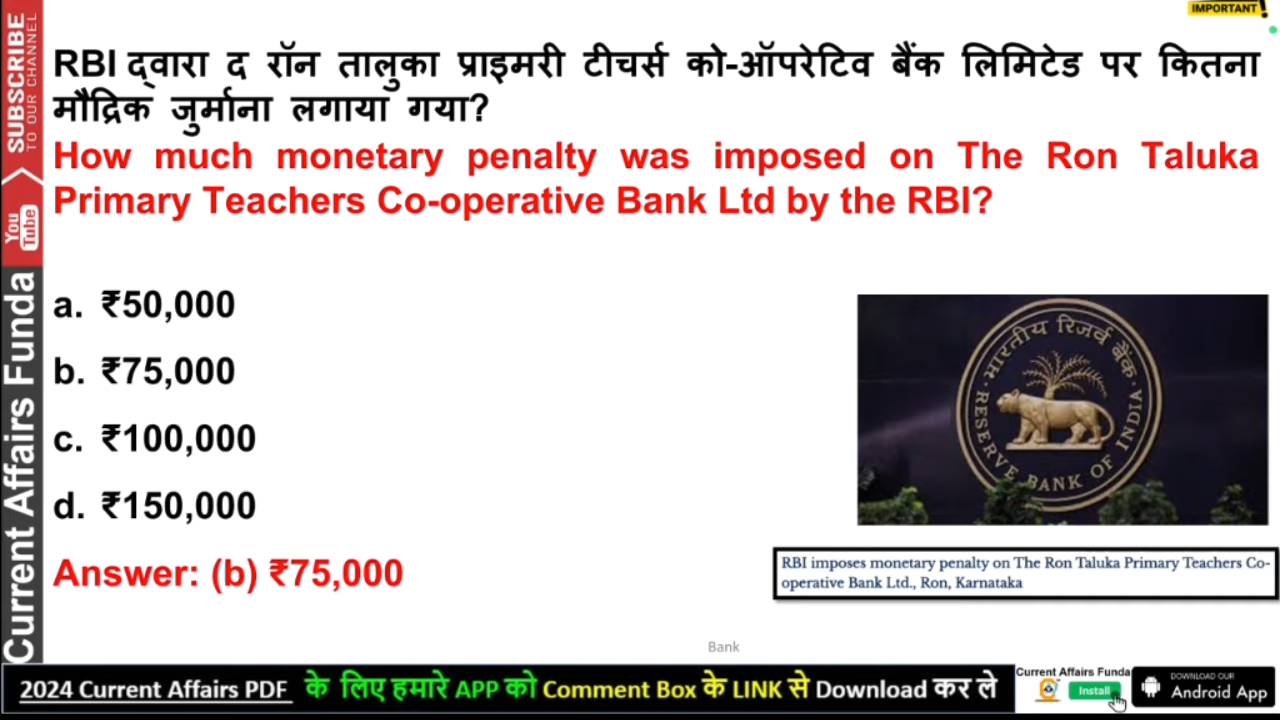 IMPORTANT!
RBI द्वारा द रॉन तालुका प्राइमरी टीचर्स को-ऑपरेटिव बैंक लिमिटेड पर कितना
मौद्रिक जुर्माना लगाया गया?
How much monetary penalty was imposed on The Ron Taluka
Primary Teachers Co-operative Bank Ltd by the RBI?
a. ₹50,000
b. ₹75,000
c. ₹100,000
d. ₹150,000
Answer: (b) ₹75,000
भारतीय रिज़र्व बैंक
RESERVE BANK OF INDIA
RBI imposes monetary penalty on The Ron Taluka Primary Teachers Co-
operative Bank Ltd., Ron, Karnataka
Bank
SUBSCRIBE
TO OUR CHANNEL
You
Tube
Current Affairs Funda
2024 Current Affairs PDF के लिए हमारे APP को Comment Box के LINK से Download कर ले
Current Affairs Funda
Install
DOWNLOAD OUR
Android App